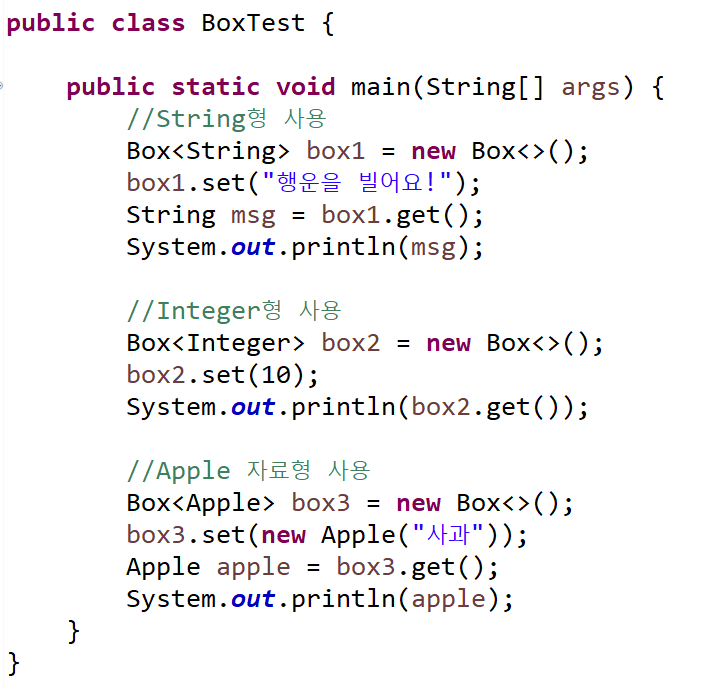 public class BoxTest {
public static void main(String[] args) {
//String형 사용
Box<String> box1 = new Box<>();
box1.set("행운을 빌어요!");
String msg = box1.get();
System.out.println(msg);
//Integer형 사용
Box<Integer> box2 = new Box<>();
box2.set(10);
System.out.println(box2.get());
//Apple 자료형 사용
Box<Apple> box3 = new Box<>();
box3.set(new Apple("사과"));
Apple apple = box3.get();
System.out.println(apple);
}
}